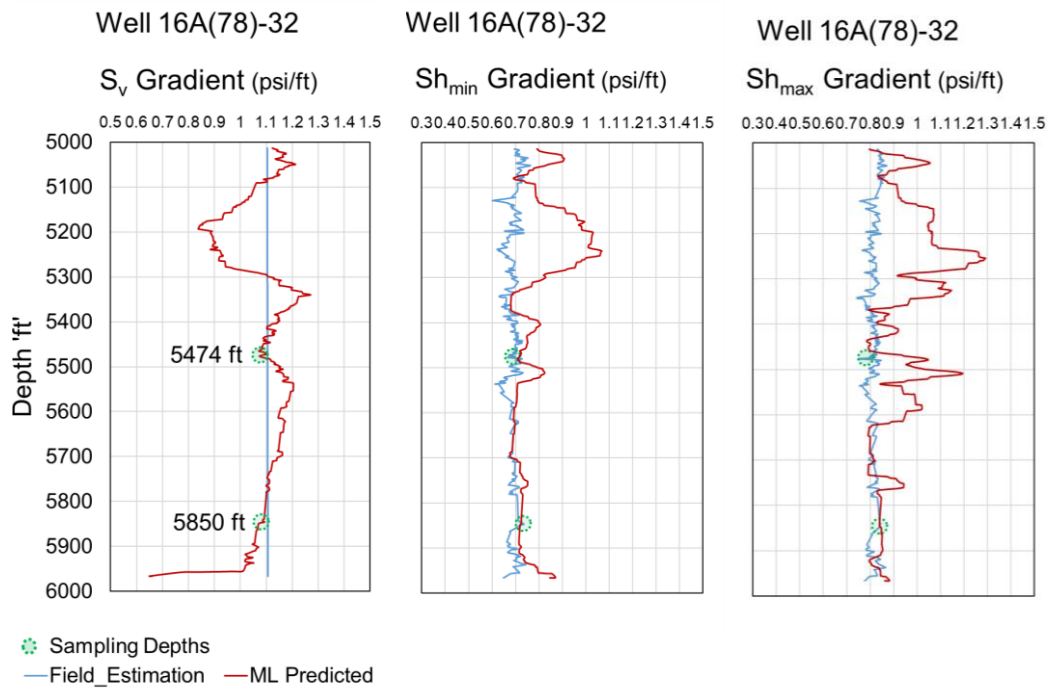 Well 16A(78)-32
Sv Gradient (psi/ft)
0.5 0.6 0.7 0.8 0.9 1 1.1 1.2 1.3 1.4 1.5
Well 16A(78)-32
Shmin Gradient (psi/ft)
0.30.40.50.60.70.80.9 1 1.11.21.31.41.5
Well 16A(78)-32
Shmax Gradient (psi/ft)
0.30.40.50.60.70.80.9 1 1.11.21.31.41.5
Depth 'ft'
5000
5100
5200
5300
5400
5500
5600
5700
5800
5900
6000
5474 ft
5850 ft
Sampling Depths
Field_Estimation
ML Predicted